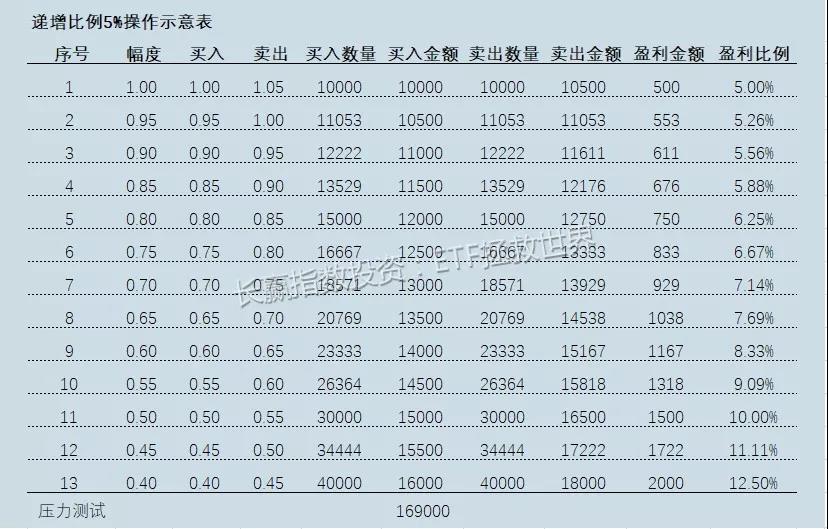 递增比例5%操作示意表
序号 幅度 买入 卖出 买入数量 买入金额 卖出数量 卖出金额 盈利金额 盈利比例
1 1.00 1.00 1.05 10000 10000 10000 10500 500 5.00%
2 0.95 0.95 1.00 11053 10500 11053 11053 553 5.26%
3 0.90 0.90 0.95 12222 11000 12222 11611 611 5.56%
4 0.85 0.85 0.90 13529 11500 13529 12176 676 5.88%
5 0.80 0.80 0.85 15000 12000 15000 12750 750 6.25%
6 0.75 0.75 0.80 16667 12500 16667 13333 833 6.67%
7 0.70 0.70 0.75 18571 13000 18571 13929 929 7.14%
8 0.65 0.65 0.70 20769 13500 20769 14538 1038 7.69%
9 0.60 0.60 0.65 23333 14000 23333 15167 1167 8.33%
10 0.55 0.55 0.60 26364 14500 26364 15818 1318 9.09%
11 0.50 0.50 0.55 30000 15000 30000 16500 1500 10.00%
12 0.45 0.45 0.50 34444 15500 34444 17222 1722 11.11%
13 0.40 0.40 0.45 40000 16000 40000 18000 2000 12.50%
压力测试 169000
长赢指数投资，ETF拯救世界